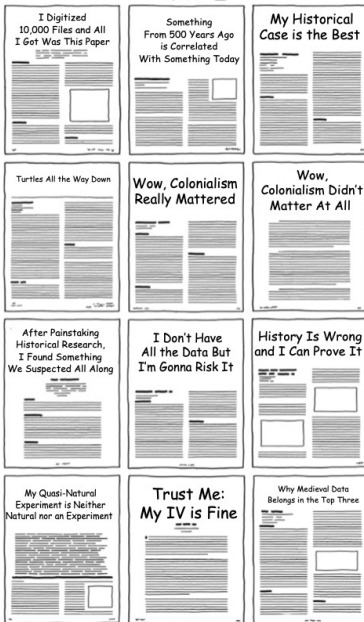 I Digitized
10,000 Files and All
I Got Was This Paper
Something
From 500 Years Ago
is Correlated
With Something Today
My Historical
Case is the Best
Turtles All the Way Down
Wow, Colonialism
Really Mattered
Wow,
Colonialism Didn't
Matter At All
After Painstaking
Historical Research,
I Found Something
We Suspected All Along
I Don't Have
All the Data But
I'm Gonna Risk It
History Is Wrong
and I Can Prove It
My Quasi-Natural
Experiment is Neither
Natural nor an Experiment
Trust Me:
My IV is Fine
Why Medieval Data
Belongs in the Top Three